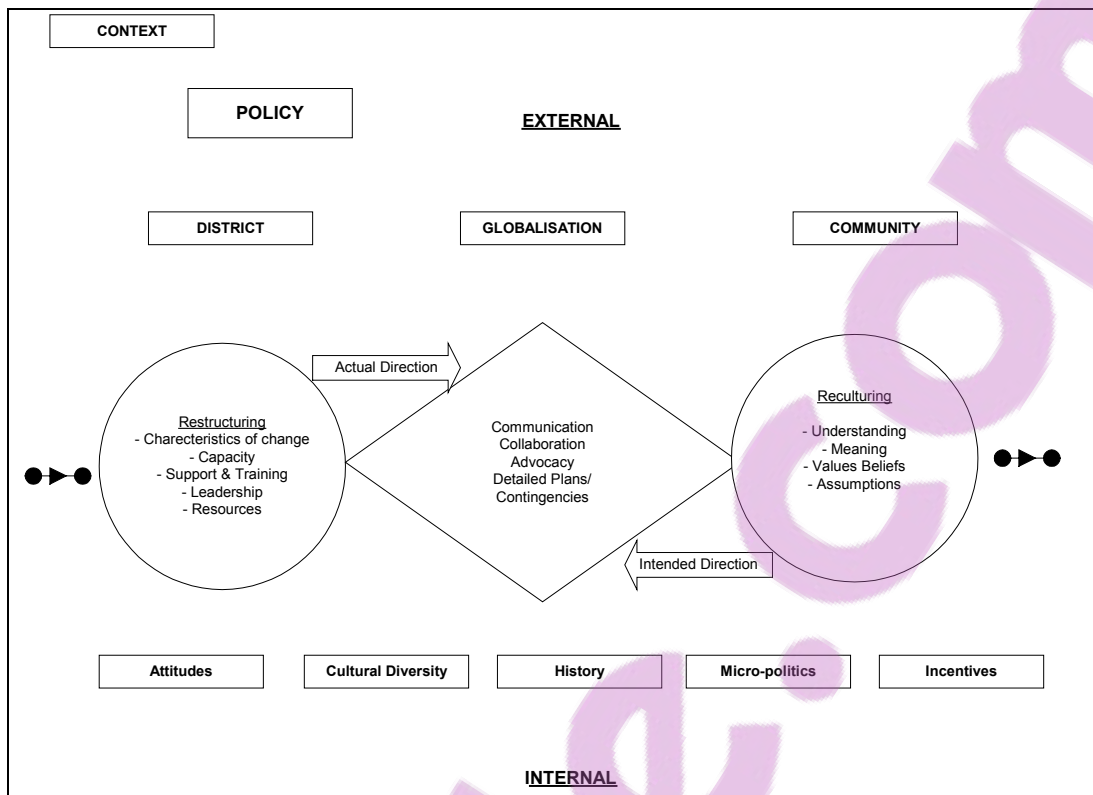 CONTEXT
POLICY
EXTERNAL
DISTRICT
GLOBALISATION
COMMUNITY
Actual Direction
Restructuring
- Charecteristics of change
- Capacity
- Support & Training
- Leadership
- Resources
Communication
Collaboration
Advocacy
Detailed Plans/
Contingencies
Reculturing
- Understanding
- Meaning
- Values Beliefs
- Assumptions
Intended Direction
Attitudes
Cultural Diversity
History
Micro-politics
Incentives
INTERNAL
e.com